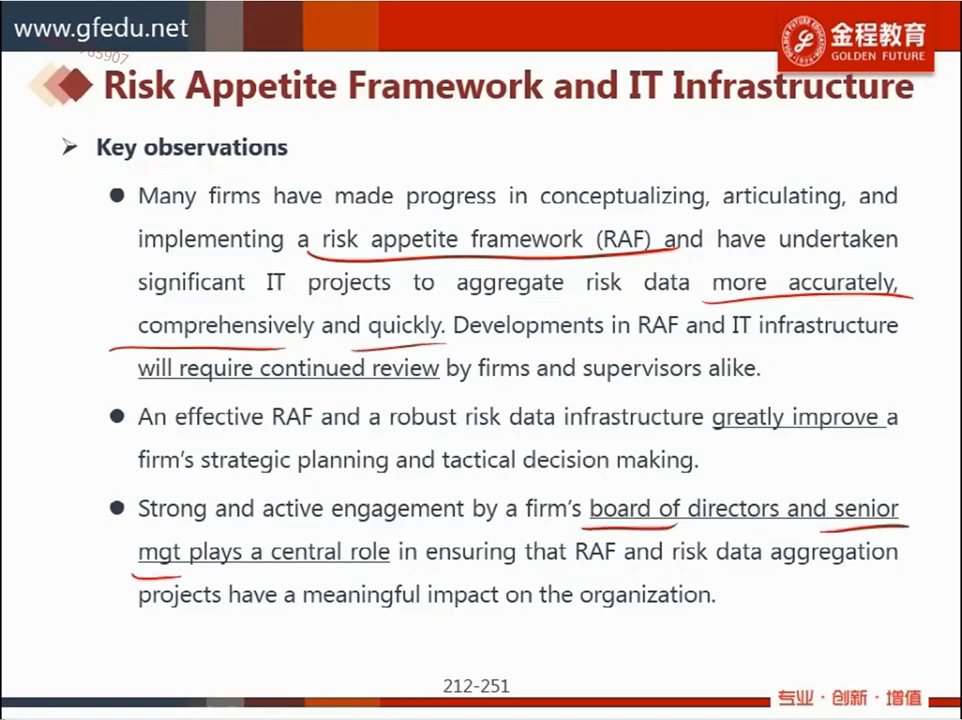 www.gfedu.net
765907
金程教育
GOLDEN FUTURE
Risk Appetite Framework and IT Infrastructure
Key observations
Many firms have made progress in conceptualizing, articulating, and
implementing a risk appetite framework (RAF) and have undertaken
significant IT projects to aggregate risk data more accurately,
comprehensively and quickly. Developments in RAF and IT infrastructure
will require continued review by firms and supervisors alike.
An effective RAF and a robust risk data infrastructure greatly improve a
firm's strategic planning and tactical decision making.
Strong and active engagement by a firm's board of directors and senior
mgt plays a central role in ensuring that RAF and risk data aggregation
projects have a meaningful impact on the organization.
212-251
专业·创新·增值